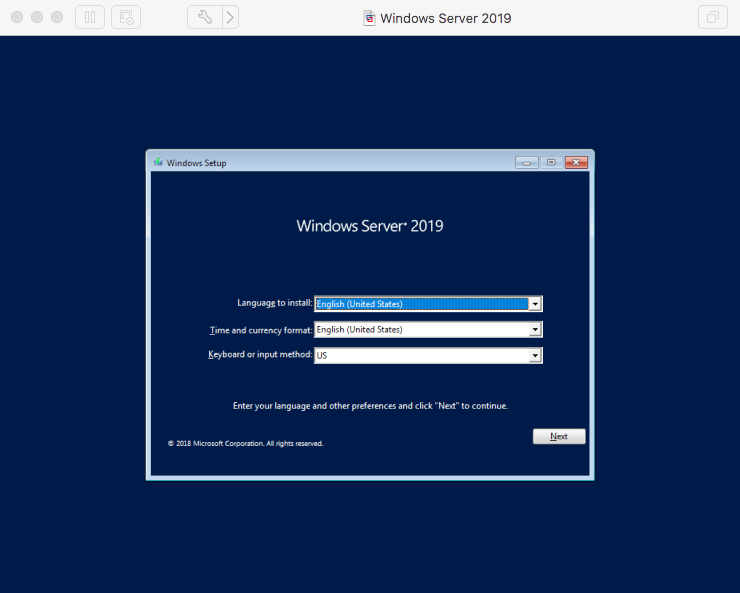 Windows Server 2019
Windows Setup
Windows Server® 2019
Language to install: English (United States)
Time and currency format: English (United States)
Keyboard or input method: US
Enter your language and other preferences and click "Next" to continue.
Next
© 2018 Microsoft Corporation. All rights reserved.